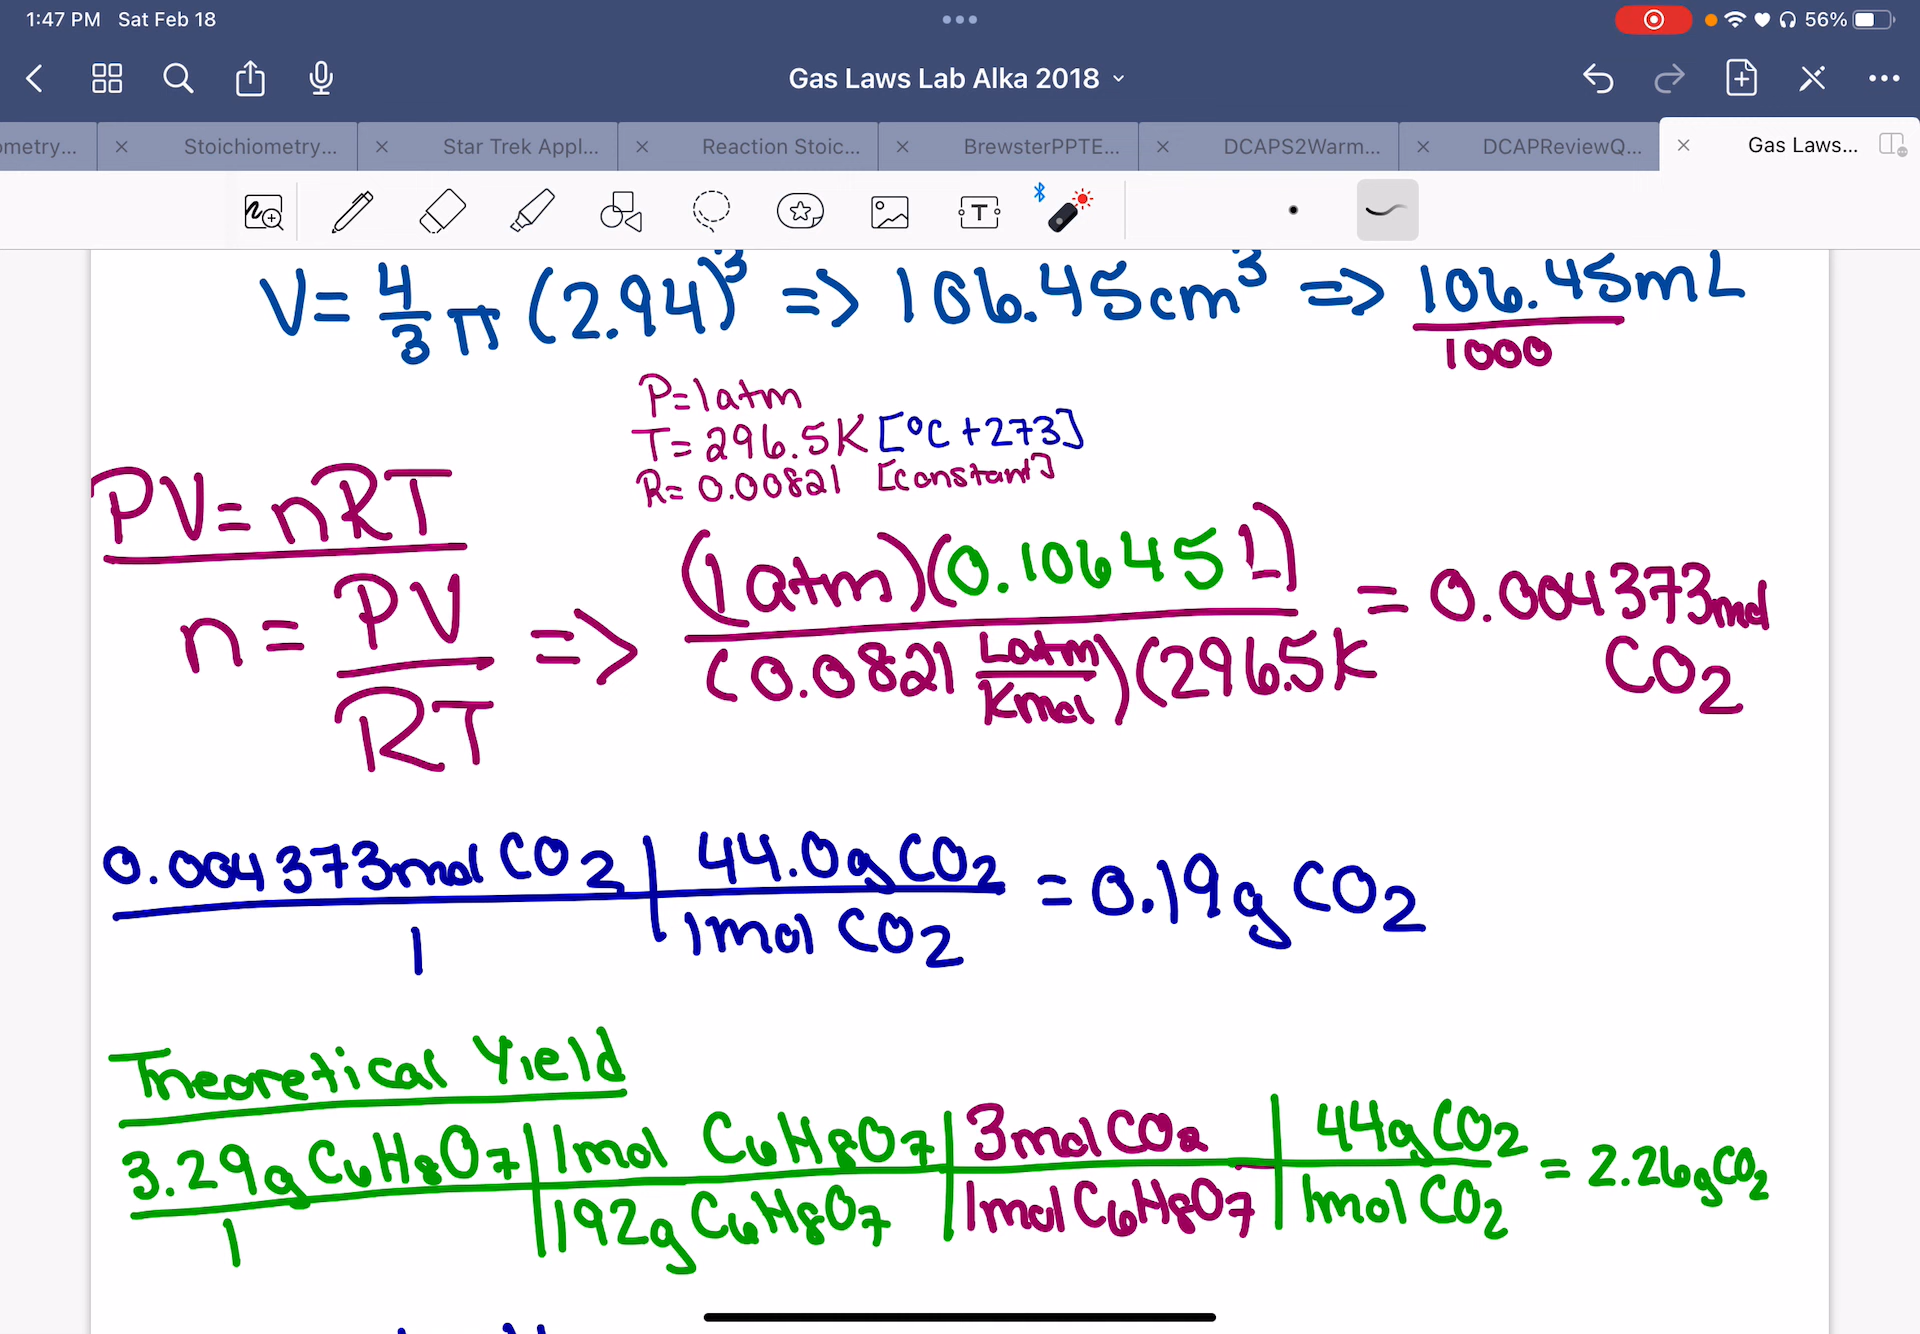 1:47 PM Sat Feb 18
56%
Gas Laws Lab Alka 2018
ometry...
Stoichiometry...
Star Trek Appl...
Reaction Stoic...
BrewsterPPTE...
DCAPS2Warm...
DCAPReviewQ...
Gas Laws...
V= 4/3 π (2.94)³ => 106.45cm³ => 106.45mL
1000
P=1atm
T=296.5K [°C+273]
R=0.00821 [constant]
PV=nRT
n= PV/RT => (1atm)(0.10645L) / (0.0821 Latm/Kmol)(296.5K = 0.004373mol
CO₂
0.004373mol CO₂ | 44.0g CO₂ = 0.19g CO₂
1 | 1mol CO₂
Theoretical Yield
3.29g C₆H₈O₇ | 1mol C₆H₈O₇ | 3mol CO₂ | 44g CO₂ = 2.26g CO₂
1 | 192g C₆H₈O₇ | 1mol C₆H₈O₇ | 1mol CO₂